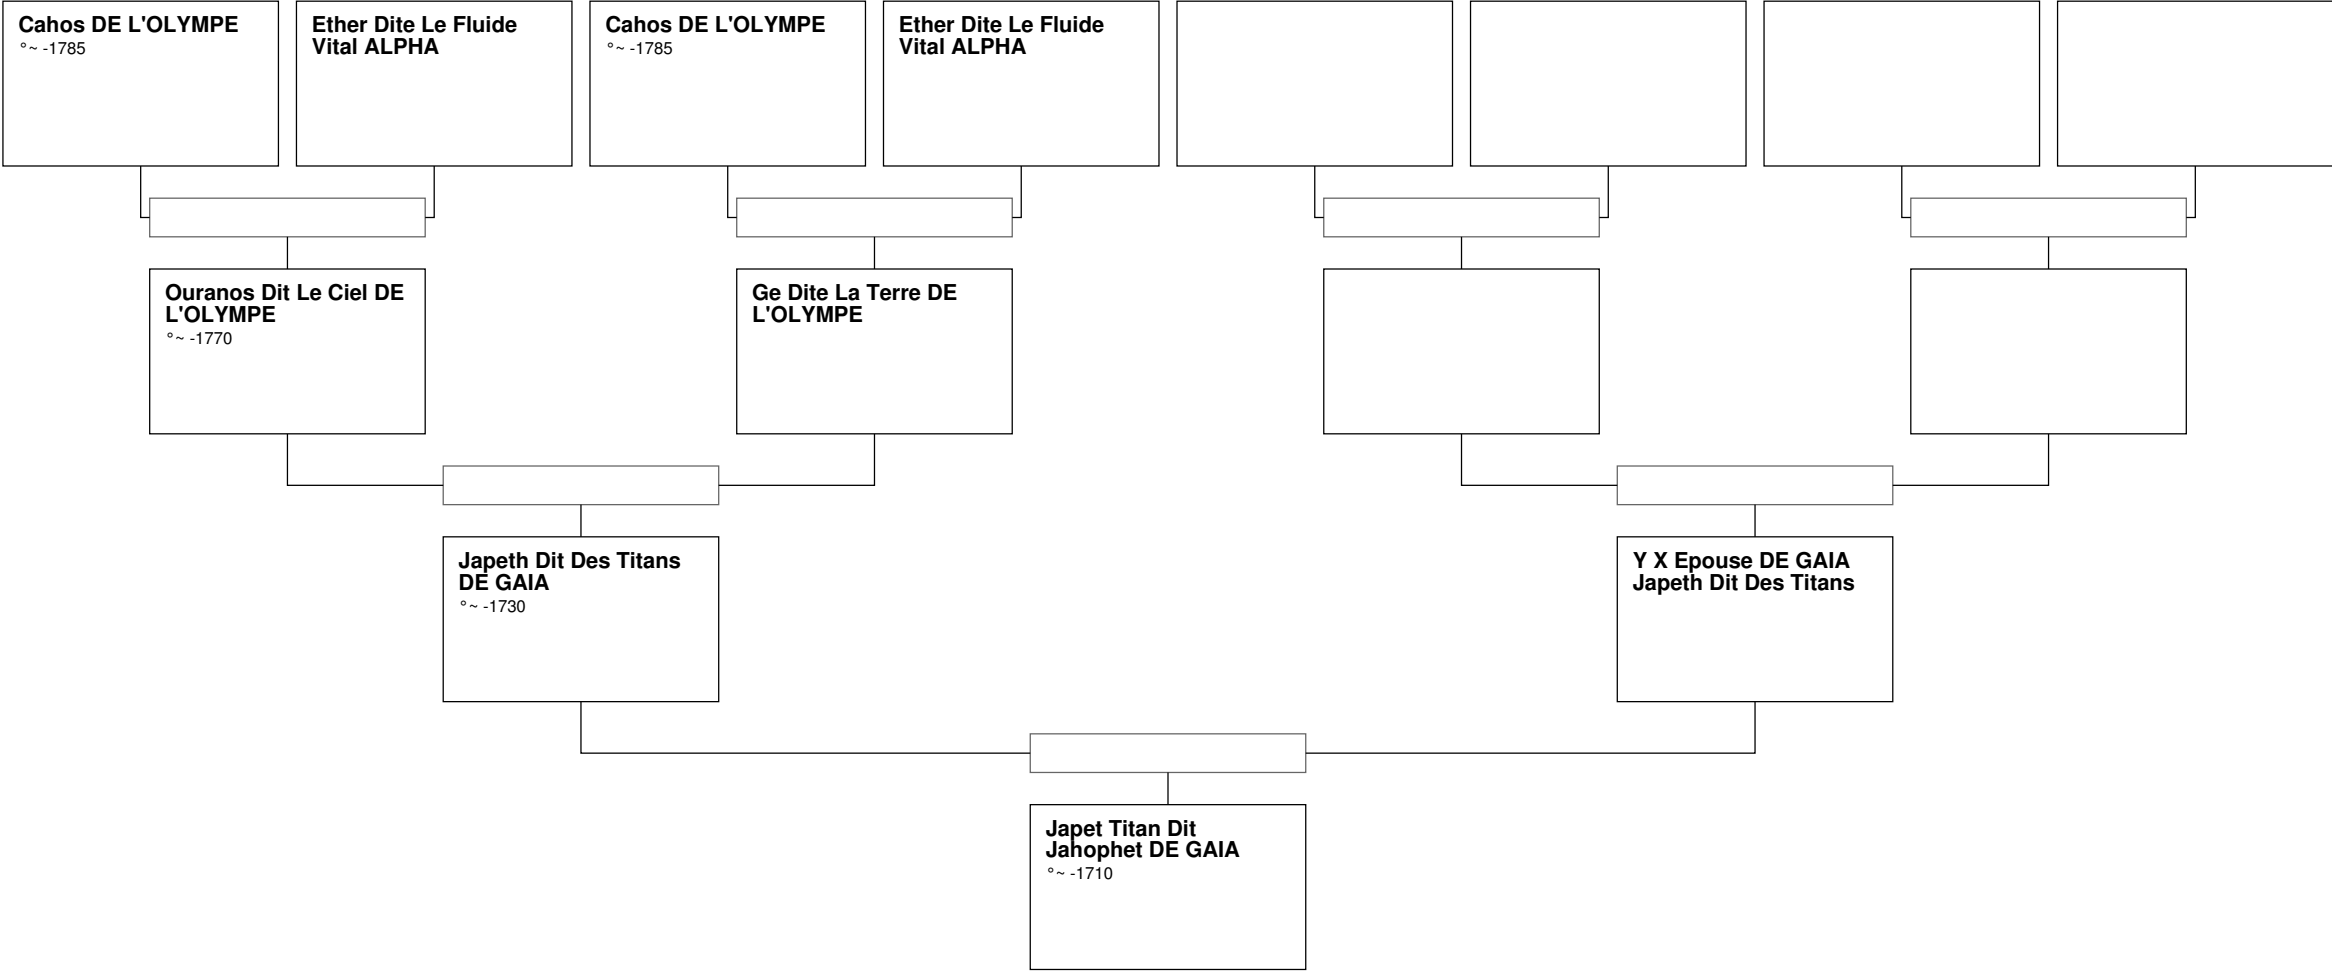 Cahos DE L'OLYMPE
°~ -1785
Ether Dite Le Fluide
Vital ALPHA
Cahos DE L'OLYMPE
°~ -1785
Ether Dite Le Fluide
Vital ALPHA
Ouranos Dit Le Ciel DE
L'OLYMPE
°~ -1770
Ge Dite La Terre DE
L'OLYMPE
Japeth Dit Des Titans
DE GAIA
°~ -1730
Y X Epouse DE GAIA
Japeth Dit Des Titans
Japet Titan Dit
Jahophet DE GAIA
°~ -1710